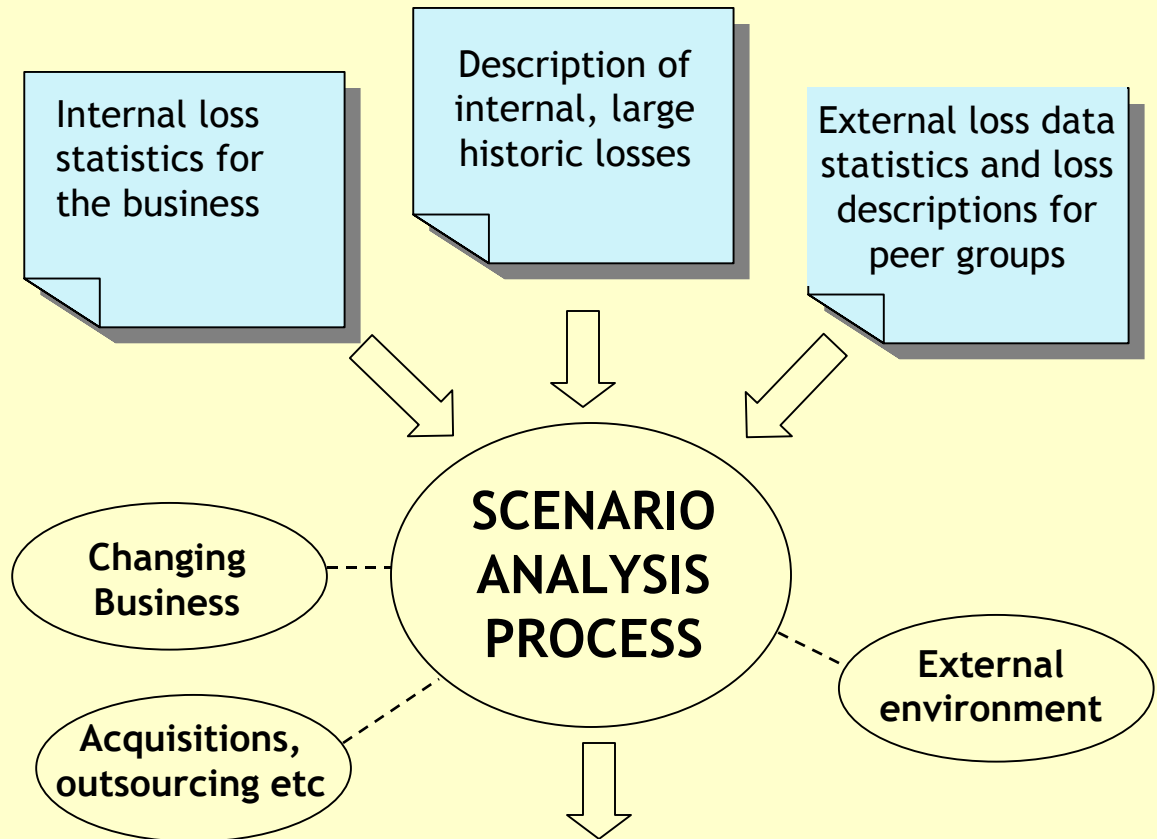 Internal loss
statistics for
the business
Description of
internal, large
historic losses
External loss data
statistics and loss
descriptions for
peer groups
SCENARIO
ANALYSIS
PROCESS
Changing
Business
Acquisitions,
outsourcing etc
External
environment